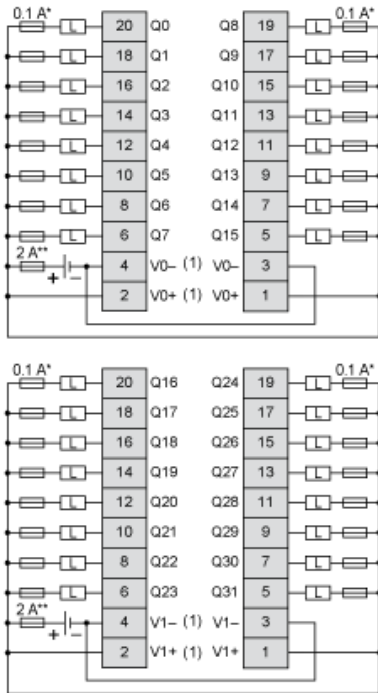 0.1 A* 0.1 A*
L 20 Q0 Q8 19 L
L 18 Q1 Q9 17 L
L 16 Q2 Q10 15 L
L 14 Q3 Q11 13 L
L 12 Q4 Q12 11 L
L 10 Q5 Q13 9 L
L 8 Q6 Q14 7 L
L 6 Q7 Q15 5 L
2 A** + − 4 V0− (1) V0− 3
2 V0+ (1) V0+ 1
0.1 A* 0.1 A*
L 20 Q16 Q24 19 L
L 18 Q17 Q25 17 L
L 16 Q18 Q26 15 L
L 14 Q19 Q27 13 L
L 12 Q20 Q28 11 L
L 10 Q21 Q29 9 L
L 8 Q22 Q30 7 L
L 6 Q23 Q31 5 L
2 A** + − 4 V1− (1) V1− 3
2 V1+ (1) V1+ 1